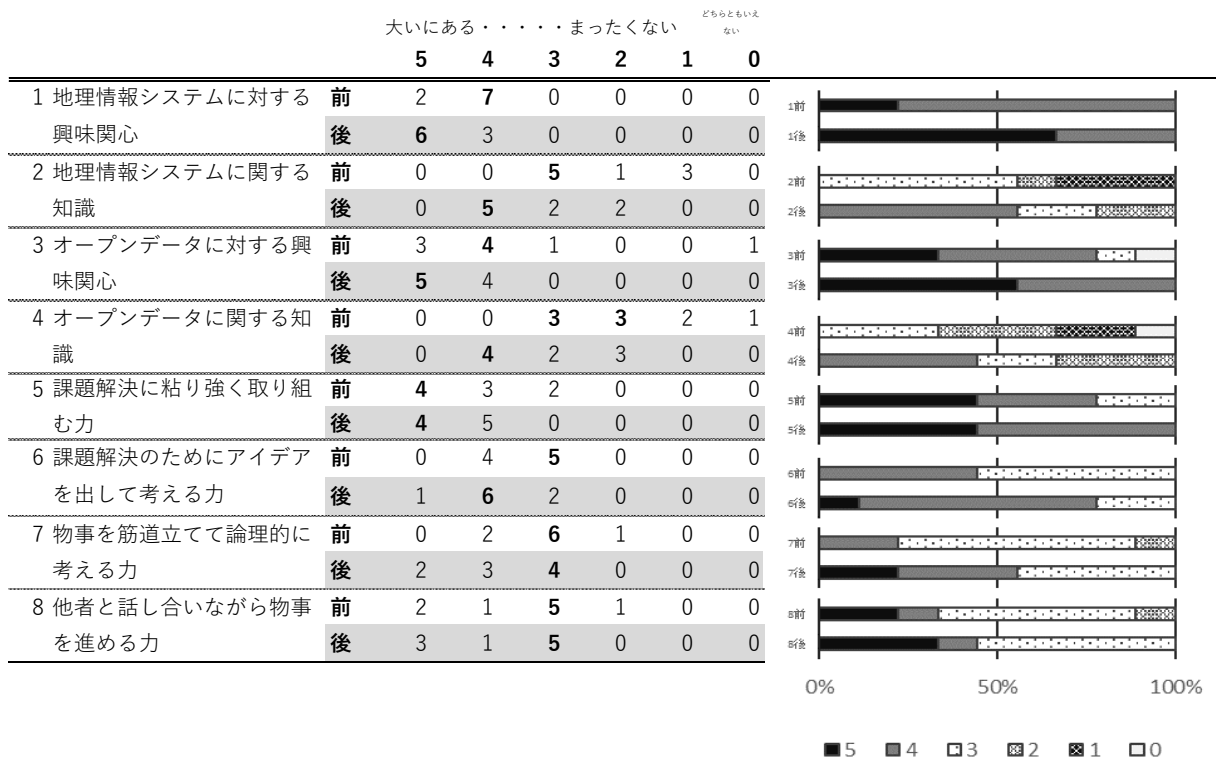 大いにある・・・・・まったくない
どちらともいえ
ない
5 4 3 2 1 0
1 地理情報システムに対する 前 2 7 0 0 0 0
興味関心 後 6 3 0 0 0 0
2 地理情報システムに関する 前 0 0 5 1 3 0
知識 後 0 5 2 2 0 0
3 オープンデータに対する興 前 3 4 1 0 0 1
味関心 後 5 4 0 0 0 0
4 オープンデータに関する知 前 0 0 3 3 2 1
識 後 0 4 2 3 0 0
5 課題解決に粘り強く取り組 前 4 3 2 0 0 0
む力 後 4 5 0 0 0 0
6 課題解決のためにアイデア 前 0 4 5 0 0 0
を出して考える力 後 1 6 2 0 0 0
7 物事を筋道立てて論理的に 前 0 2 6 1 0 0
考える力 後 2 3 4 0 0 0
8 他者と話し合いながら物事 前 2 1 5 1 0 0
を進める力 後 3 1 5 0 0 0
1前
1後
2前
2後
3前
3後
4前
4後
5前
5後
6前
6後
7前
7後
8前
8後
0% 50% 100%
5 4 3 2 1 0